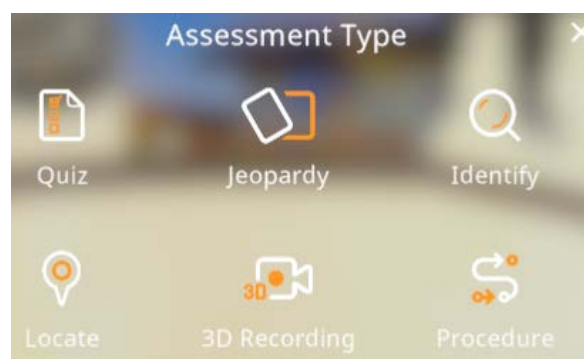 Assessment Type
Quiz Jeopardy Identify
3D
Locate 3D Recording Procedure